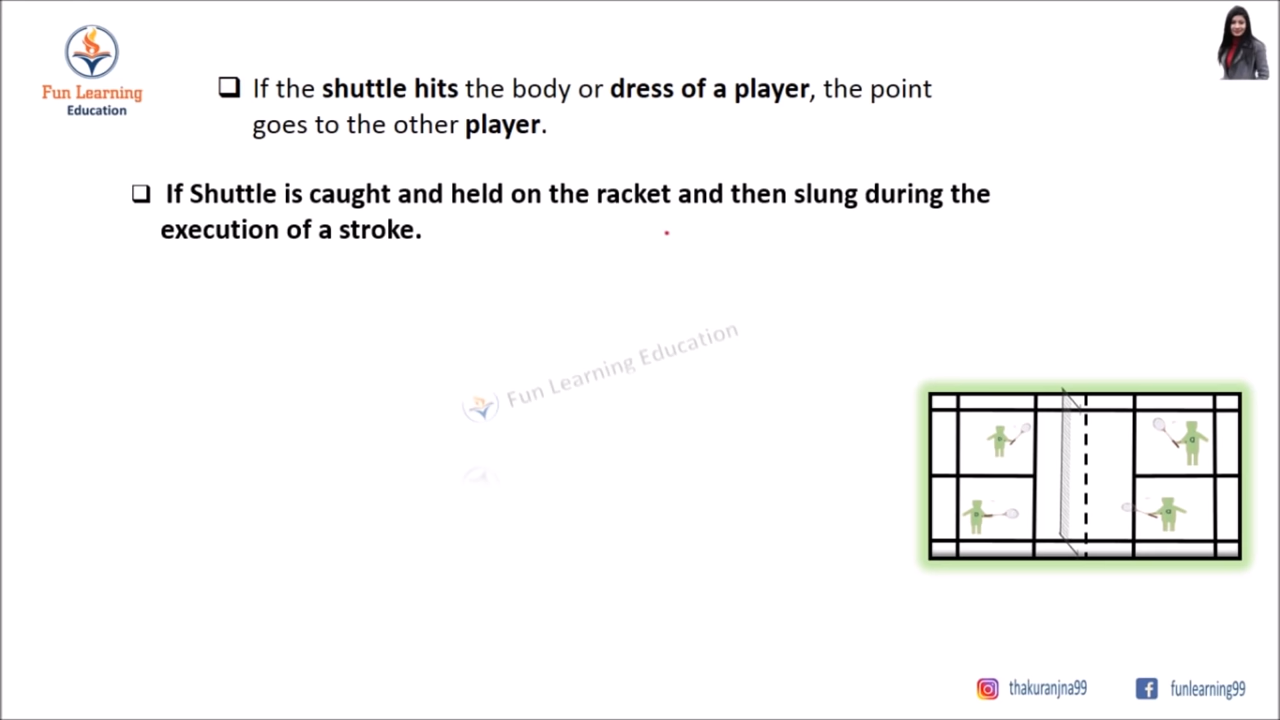 Fun Learning
Education
If the shuttle hits the body or dress of a player, the point
goes to the other player.
If Shuttle is caught and held on the racket and then slung during the
execution of a stroke.
Fun Learning Education
thakuranjna99
funlearning99